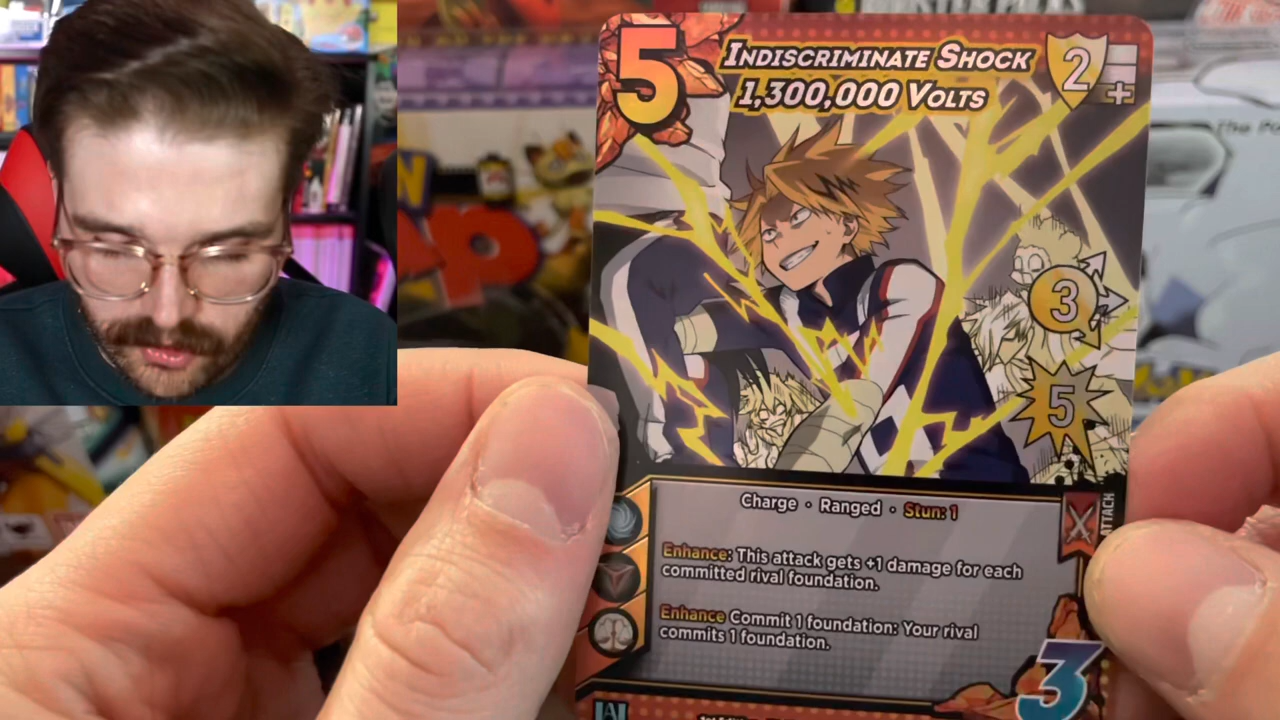 5
INDISCRIMINATE SHOCK
1,300,000 VOLTS
2
+
3
5
ATTACK
Charge · Ranged · Stun: 1
Enhance: This attack gets +1 damage for each
committed rival foundation.
Enhance Commit 1 foundation: Your rival
commits 1 foundation.
3